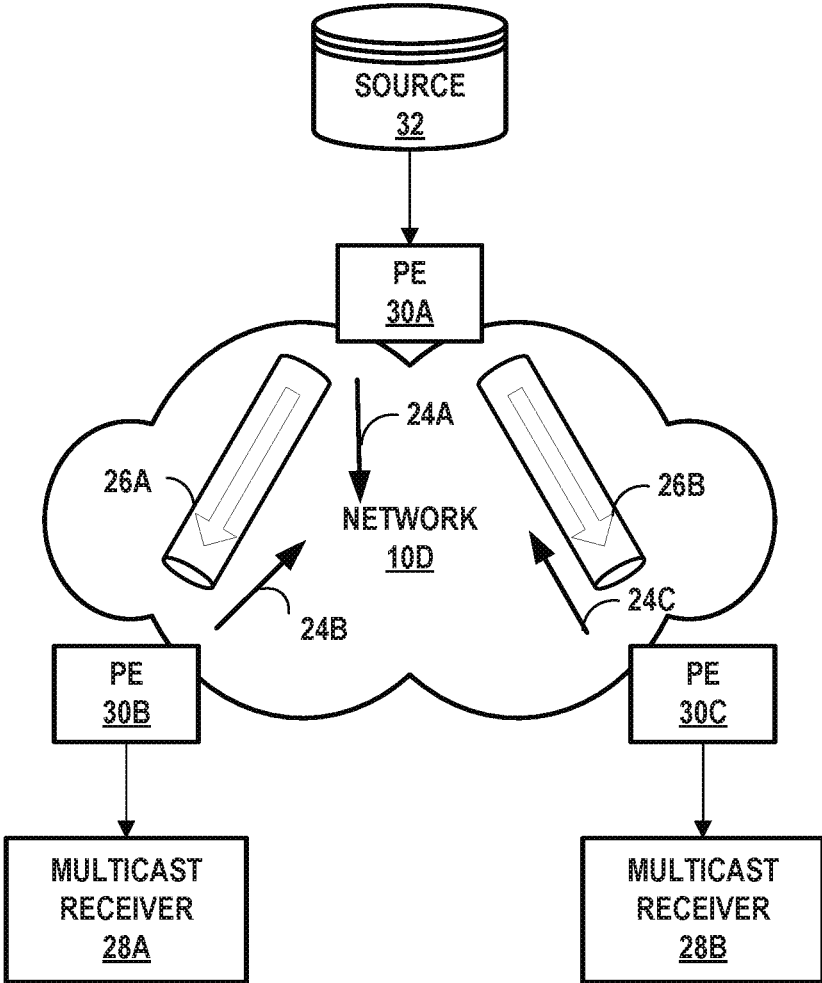 SOURCE
32
PE
30A
24A
26A
26B
NETWORK
10D
24B
24C
PE
30B
PE
30C
MULTICAST
RECEIVER
28A
MULTICAST
RECEIVER
28B